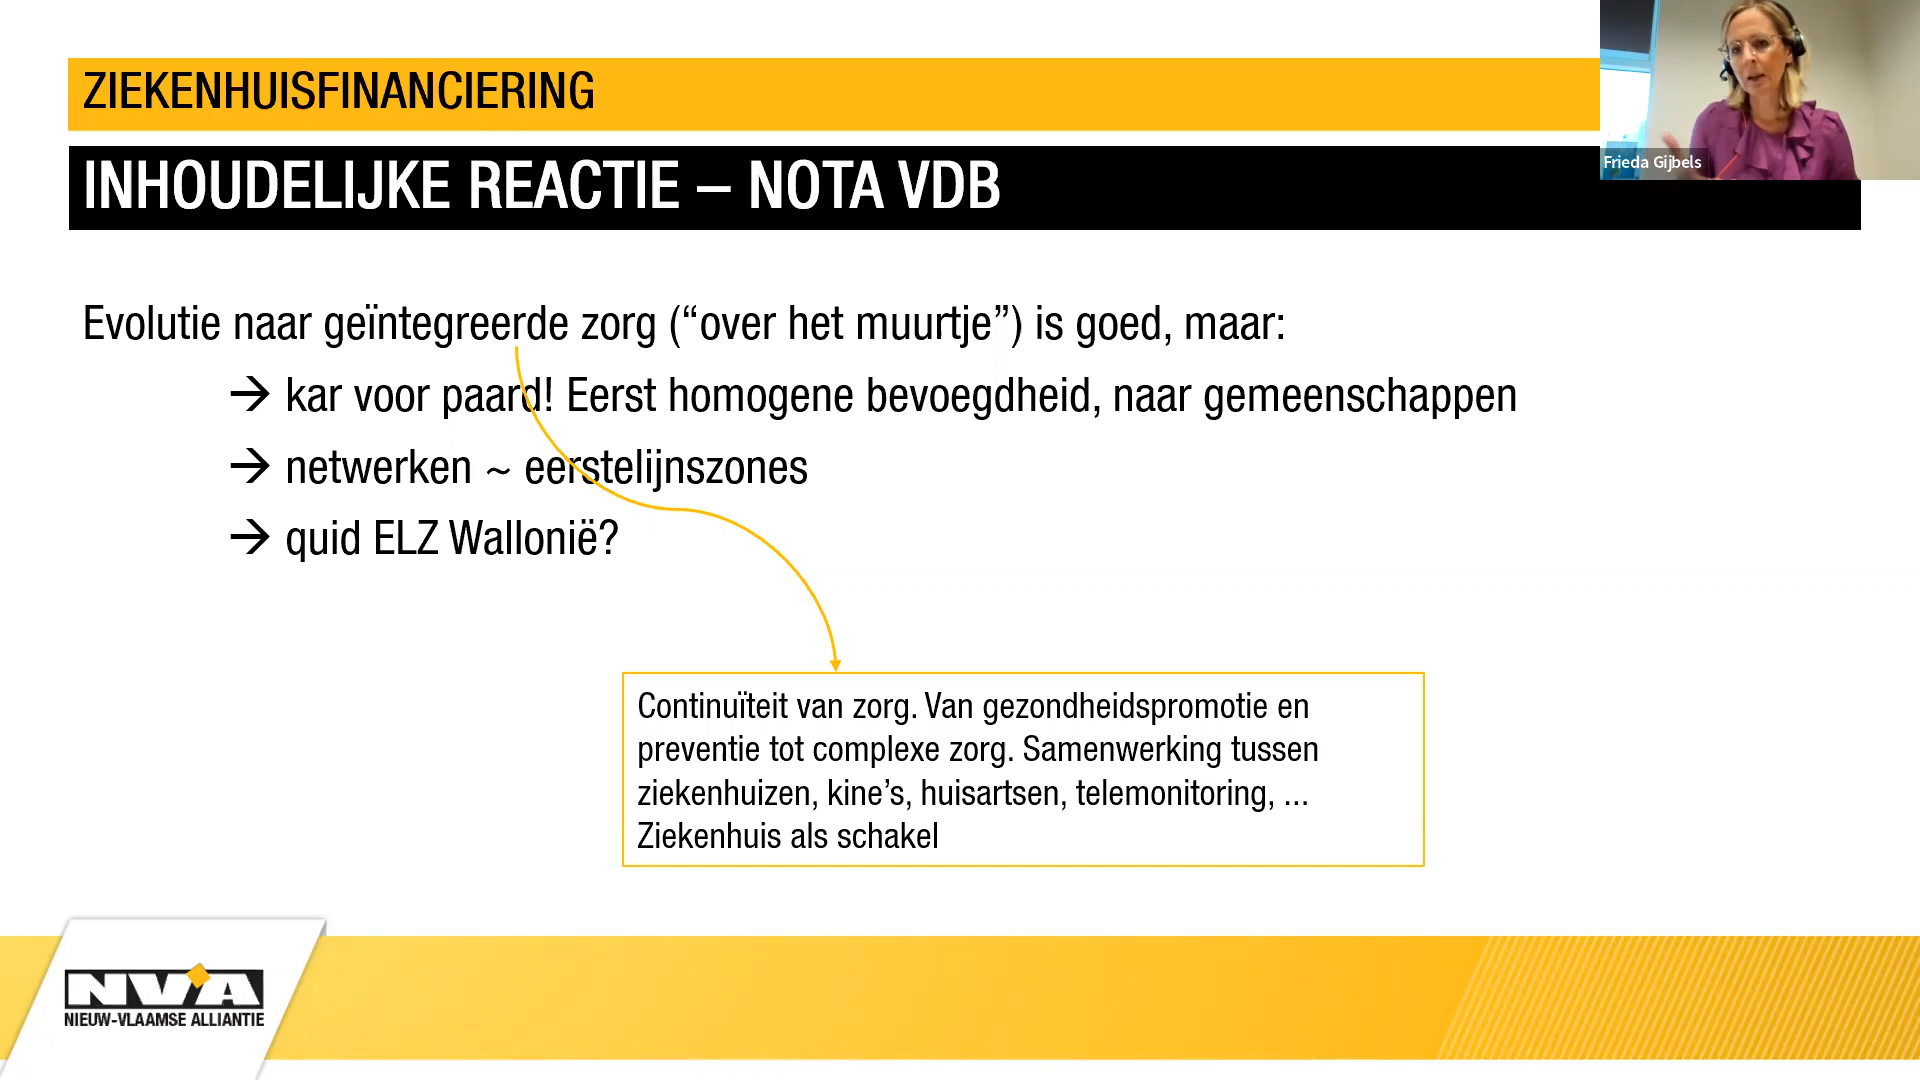 ZIEKENHUISFINANCIERING
Frieda Gijbels
INHOUDELIJKE REACTIE – NOTA VDB
Evolutie naar geïntegreerde zorg (“over het muurtje”) is goed, maar:
→ kar voor paard! Eerst homogene bevoegdheid, naar gemeenschappen
→ netwerken ~ eerstelijnszones
→ quid ELZ Wallonië?
Continuïteit van zorg. Van gezondheidspromotie en
preventie tot complexe zorg. Samenwerking tussen
ziekenhuizen, kine’s, huisartsen, telemonitoring, ...
Ziekenhuis als schakel
NVA
NIEUW-VLAAMSE ALLIANTIE